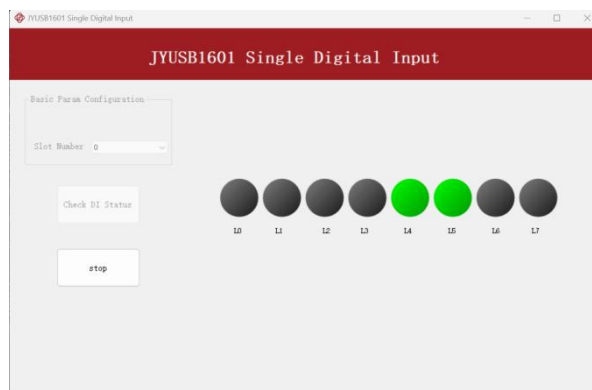 JYUSB1601 Single Digital Input
JYUSB1601 Single Digital Input
Basic Param Configuration
Slot Number 0
Check DI Status
stop
L0 L1 L2 L3 L4 L5 L6 L7